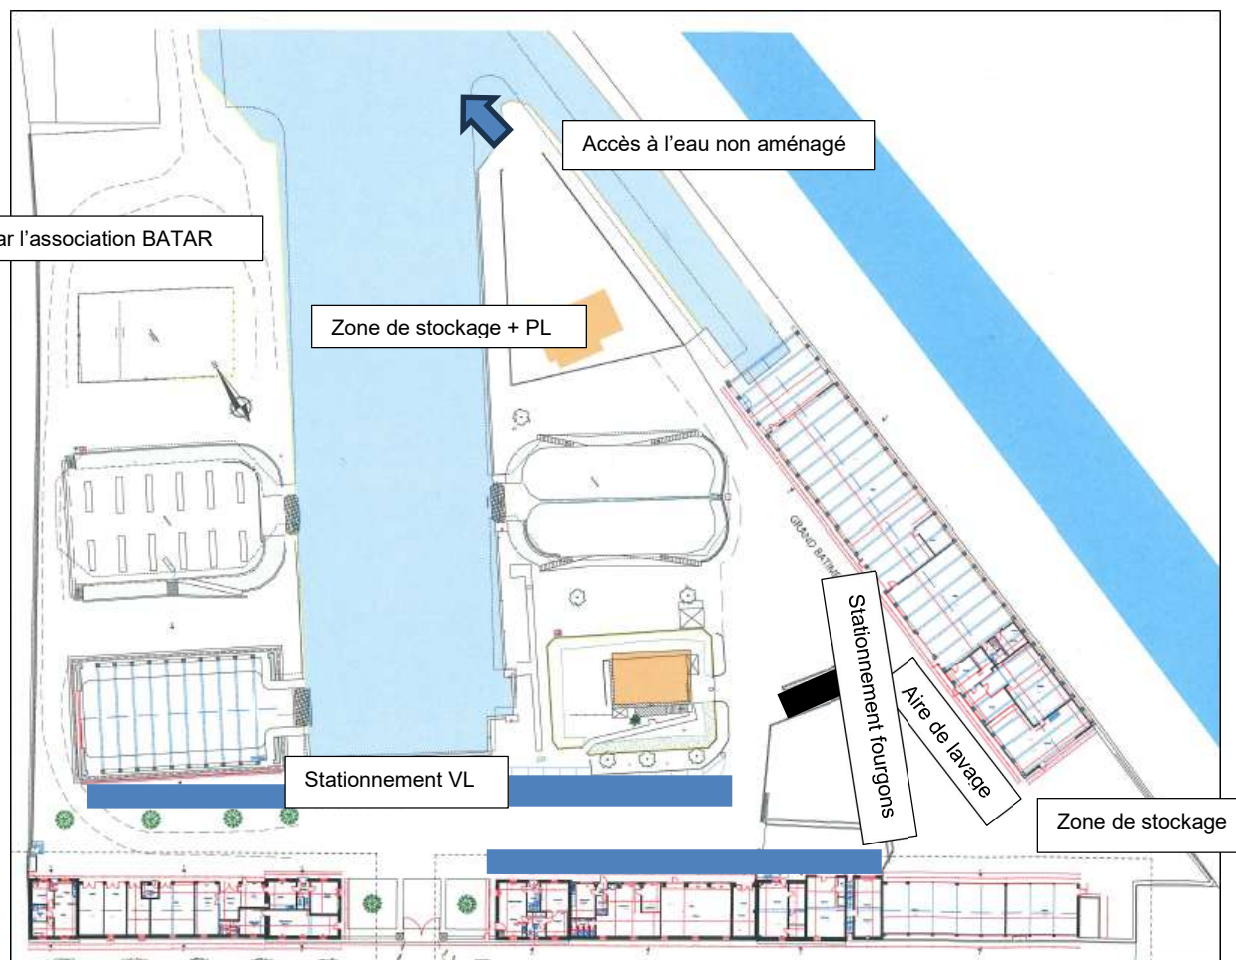 Accès à l'eau non aménagé
ar l'association BATAR
Zone de stockage + PL
GRAND
Stationnement fourgons
Aire de lavage
Stationnement VL
Zone de stockage